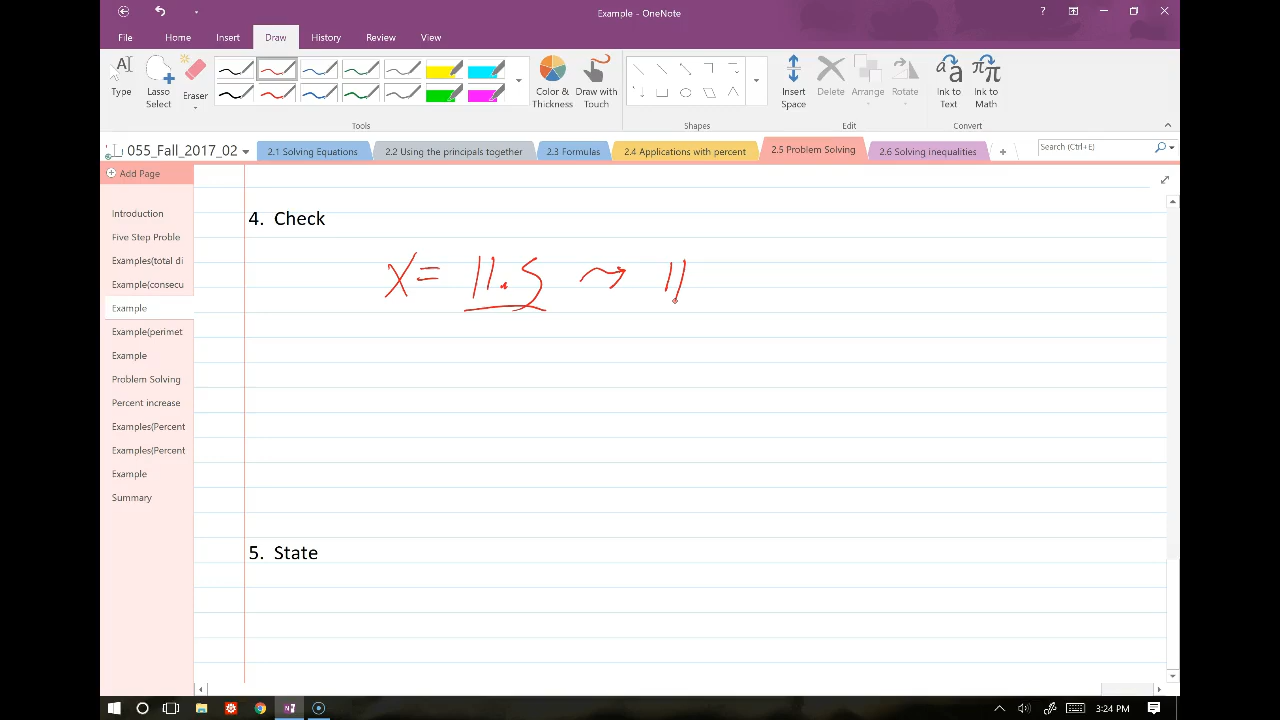 Example - OneNote
?
File Home Insert Draw History Review View
Type
Lasso Select
Eraser
Color & Thickness
Draw with Touch
Insert Space
Delete
Arrange
Rotate
Ink to Text
Ink to Math
Tools Shapes Edit Convert
055_Fall_2017_02 2.1 Solving Equations 2.2 Using the principals together 2.3 Formulas 2.4 Applications with percent 2.5 Problem Solving 2.6 Solving inequalities + Search (Ctrl+E)
Add Page
Introduction
Five Step Proble
Examples(total di
Example(consecu
Example
Example(perimet
Example
Problem Solving
Percent increase
Examples(Percent
Examples(Percent
Example
Summary
4. Check
x = 11.5 → 11
5. State
3:24 PM